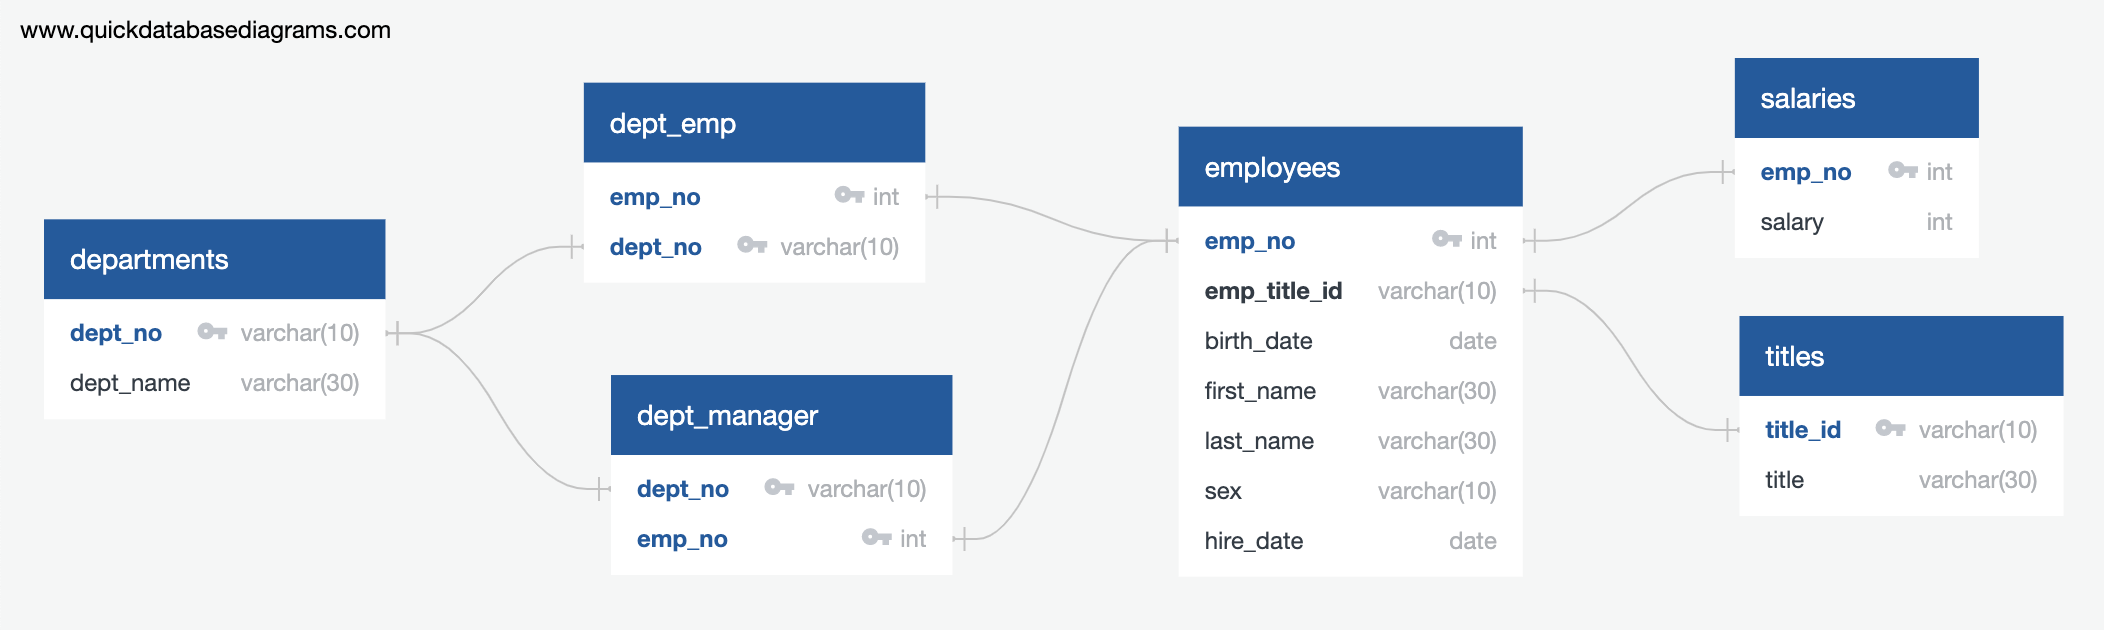 www.quickdatabasediagrams.com
departments
dept_no varchar(10)
dept_name varchar(30)
dept_emp
emp_no int
dept_no varchar(10)
dept_manager
dept_no varchar(10)
emp_no int
employees
emp_no int
emp_title_id varchar(10)
birth_date date
first_name varchar(30)
last_name varchar(30)
sex varchar(10)
hire_date date
salaries
emp_no int
salary int
titles
title_id varchar(10)
title varchar(30)